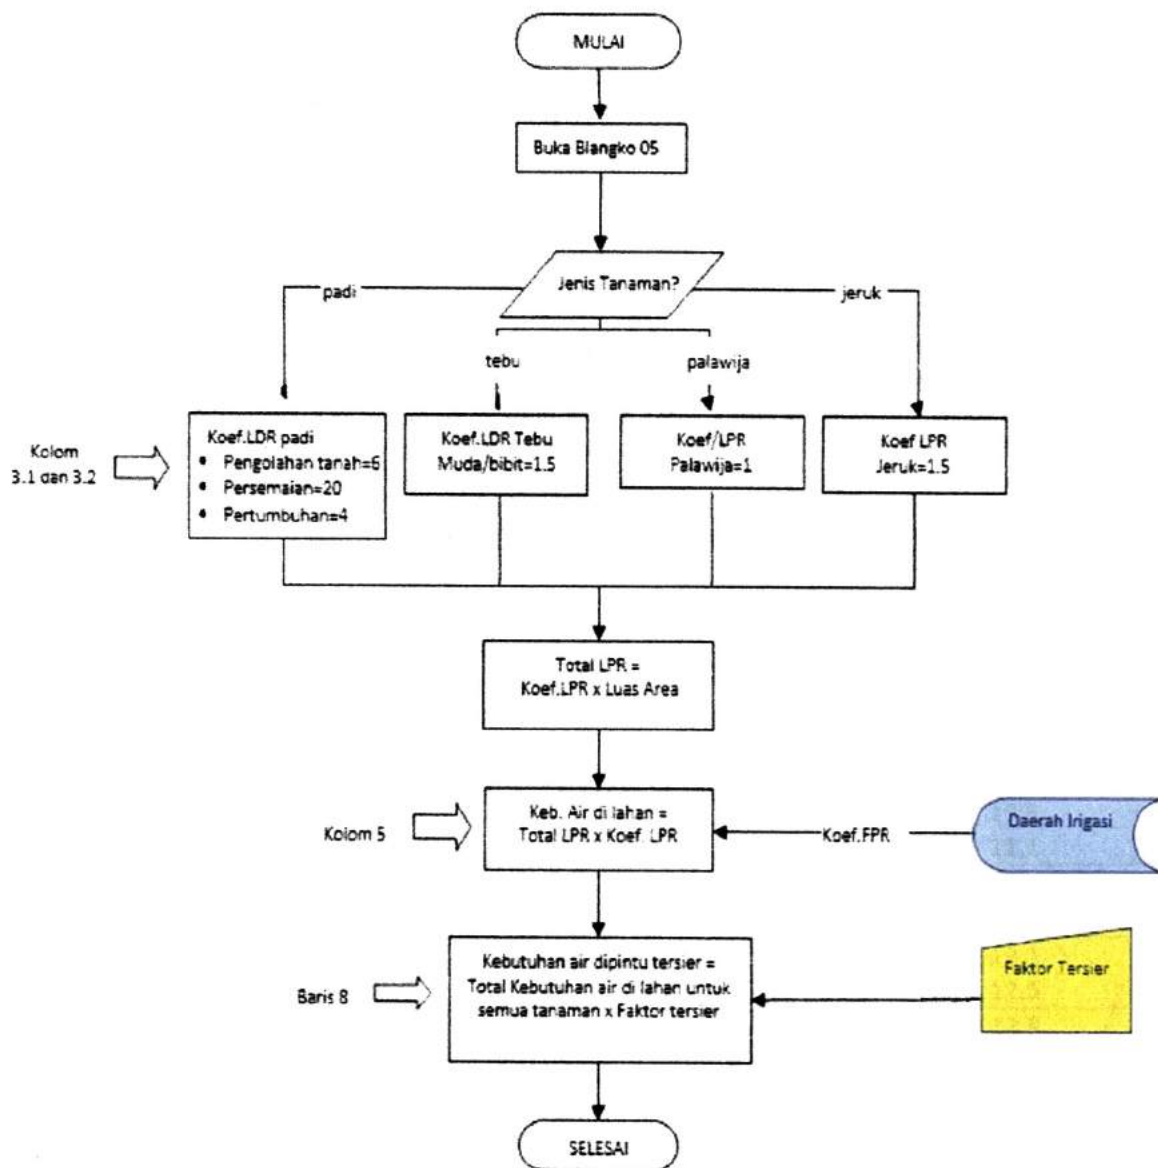 MULAI
Buka Blangko 05
Jenis Tanaman?
padi
jeruk
tebu
palawija
Kolom
3.1 dan 3.2
Koef.LDR padi
• Pengolahan tanah=6
• Persemaian=20
• Pertumbuhan=4
Koef.LDR Tebu
Muda/bibit=1.5
Koef/LPR
Palawija=1
Koef LPR
Jeruk=1.5
Total LPR =
Koef.LPR x Luas Area
Kolom 5
Keb. Air di lahan =
Total LPR x Koef. LPR
Koef.FPR
Daerah Irigasi
Baris 8
Kebutuhan air dipintu tersier =
Total Kebutuhan air di lahan untuk
semua tanaman x Faktor tersier
Faktor Tersier
SELESAI